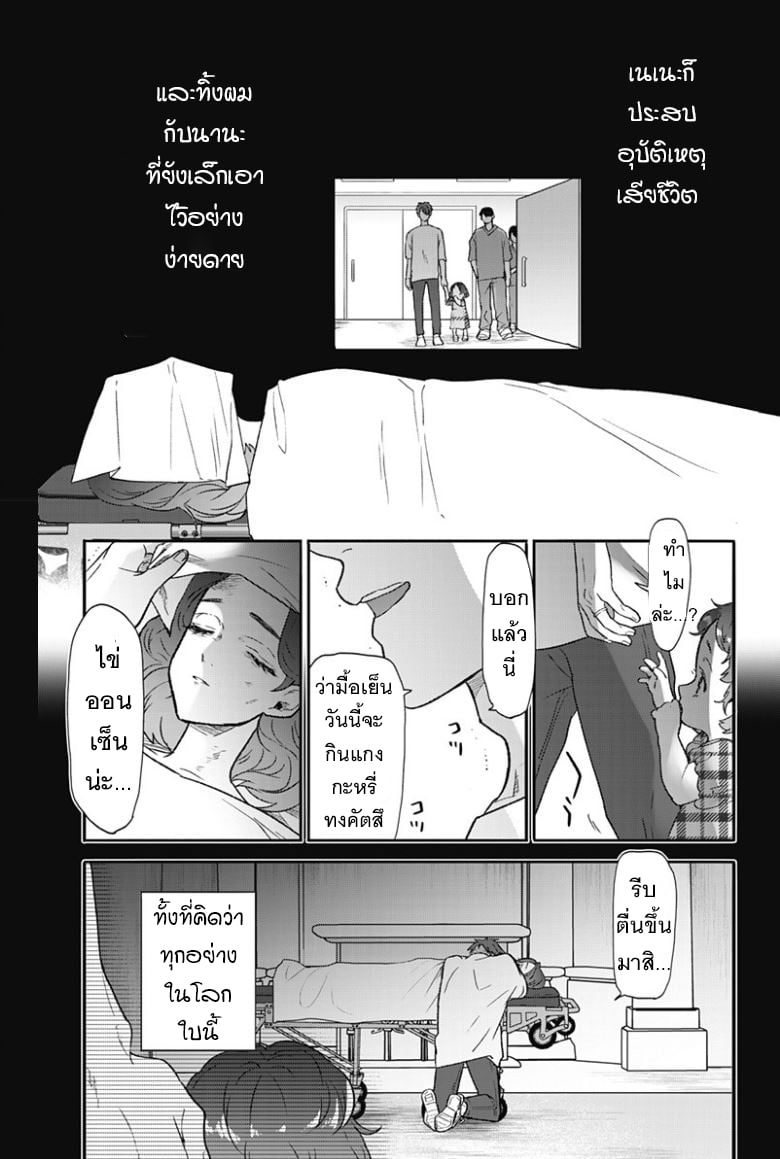 เนเนะก็
ประสบ
อุบัติเหตุ
เสียชีวิต
และทิ้งผม
กับนานะ
ที่ยังเล็กเอา
ไว้อย่าง
ง่ายดาย
ทำ
ไม
ล่ะ...?
บอก
แล้ว
นี่
ว่ามื้อเย็น
วันนี้จะ
กินแกง
กะหรี่
ทงคัตสึ
コツ
コツ
ไข่
ออน
เซ็น
น่ะ...
รีบ
ตื่นขึ้น
มาสิ...
ทั้งที่คิดว่า
ทุกอย่าง
ในโลก
ใบนี้